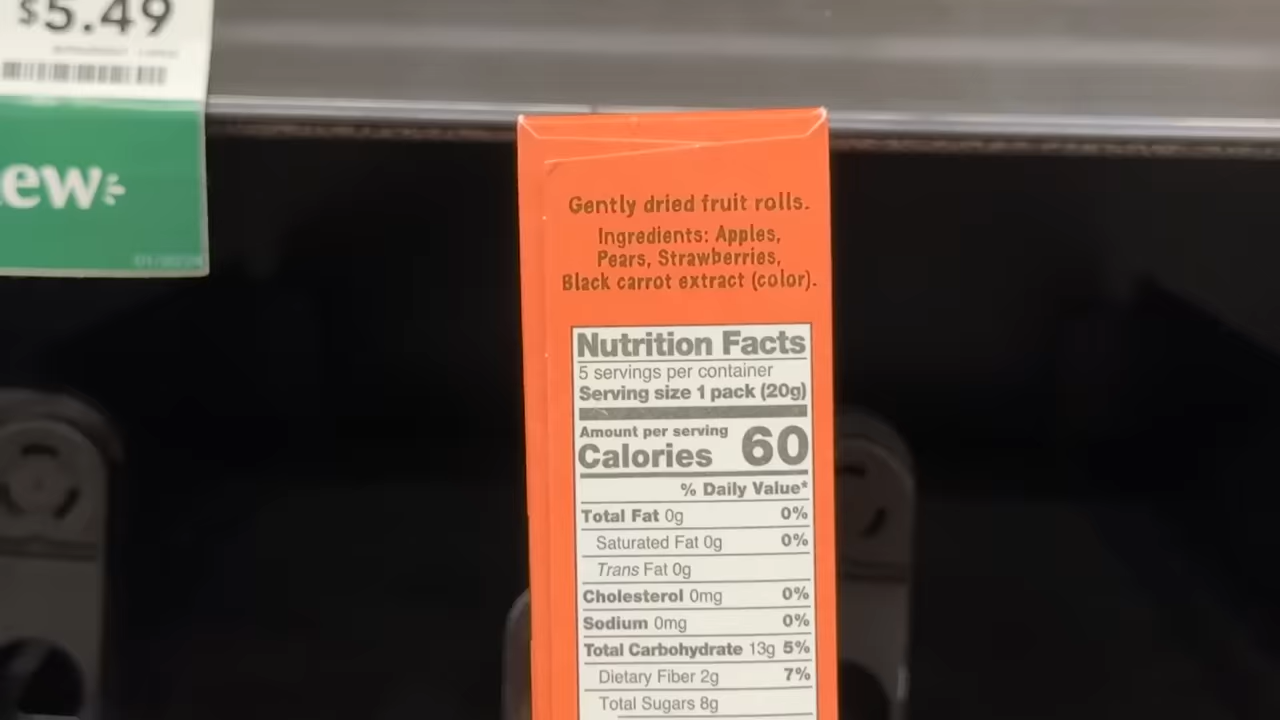 $5.49
ew
Gently dried fruit rolls.
Ingredients: Apples,
Pears, Strawberries,
Black carrot extract (color).
Nutrition Facts
5 servings per container
Serving size 1 pack (20g)
Amount per serving
Calories 60
% Daily Value*
Total Fat 0g 0%
Saturated Fat 0g 0%
Trans Fat 0g
Cholesterol 0mg 0%
Sodium 0mg 0%
Total Carbohydrate 13g 5%
Dietary Fiber 2g 7%
Total Sugars 8g